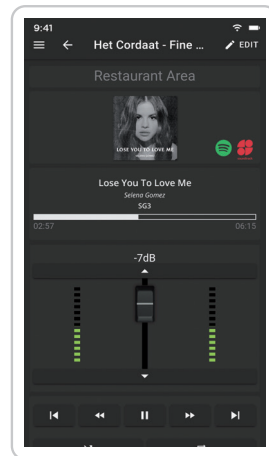 9:41
Het Cordaat - Fine ...
EDIT
Restaurant Area
LOSE YOU TO LOVE ME
Lose You To Love Me
Selena Gomez
SG3
02:57
06:15
-7dB